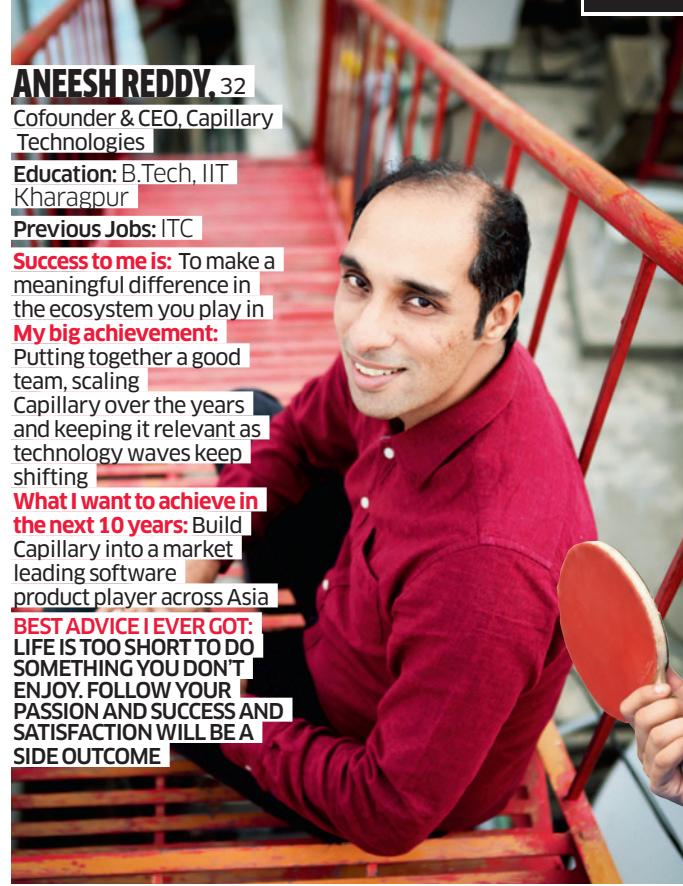 ANEESH REDDY, 32
Cofounder & CEO, Capillary
Technologies
Education: B.Tech, IIT
Kharagpur
Previous Jobs: ITC
Success to me is: To make a
meaningful difference in
the ecosystem you play in
My big achievement:
Putting together a good
team, scaling
Capillary over the years
and keeping it relevant as
technology waves keep
shifting
What I want to achieve in
the next 10 years: Build
Capillary into a market
leading software
product player across Asia
BEST ADVICE I EVER GOT:
LIFE IS TOO SHORT TO DO
SOMETHING YOU DON'T
ENJOY. FOLLOW YOUR
PASSION AND SUCCESS AND
SATISFACTION WILL BE A
SIDE OUTCOME